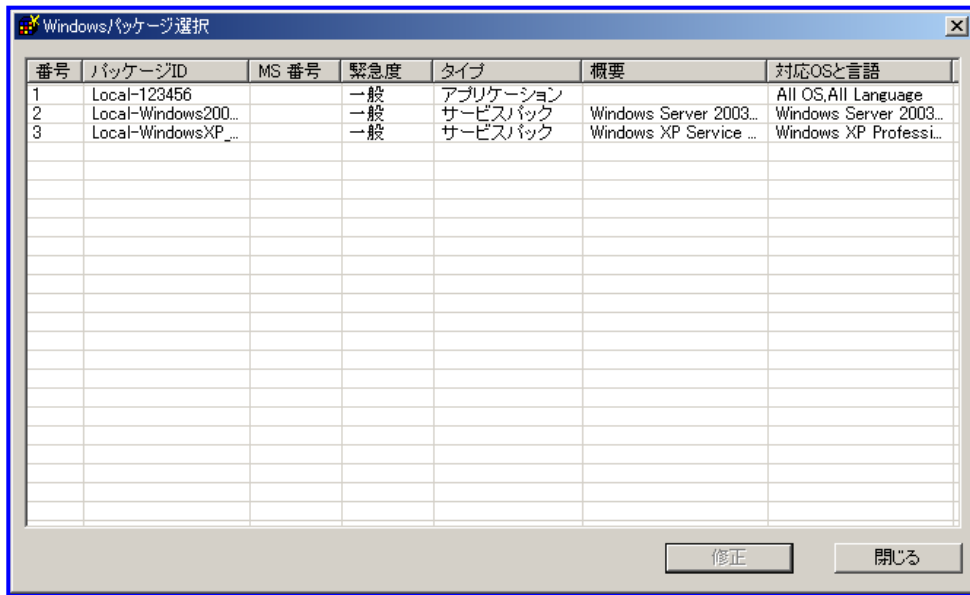 Windowsパッケージ選択
番号 パッケージID MS 番号 緊急度 タイプ 概要 対応OSと言語
1 Local-123456 一般 アプリケーション All OS,All Language
2 Local-Windows200... 一般 サービスパック Windows Server 2003... Windows Server 2003...
3 Local-WindowsXP_... 一般 サービスパック Windows XP Service ... Windows XP Professi...
修正 閉じる